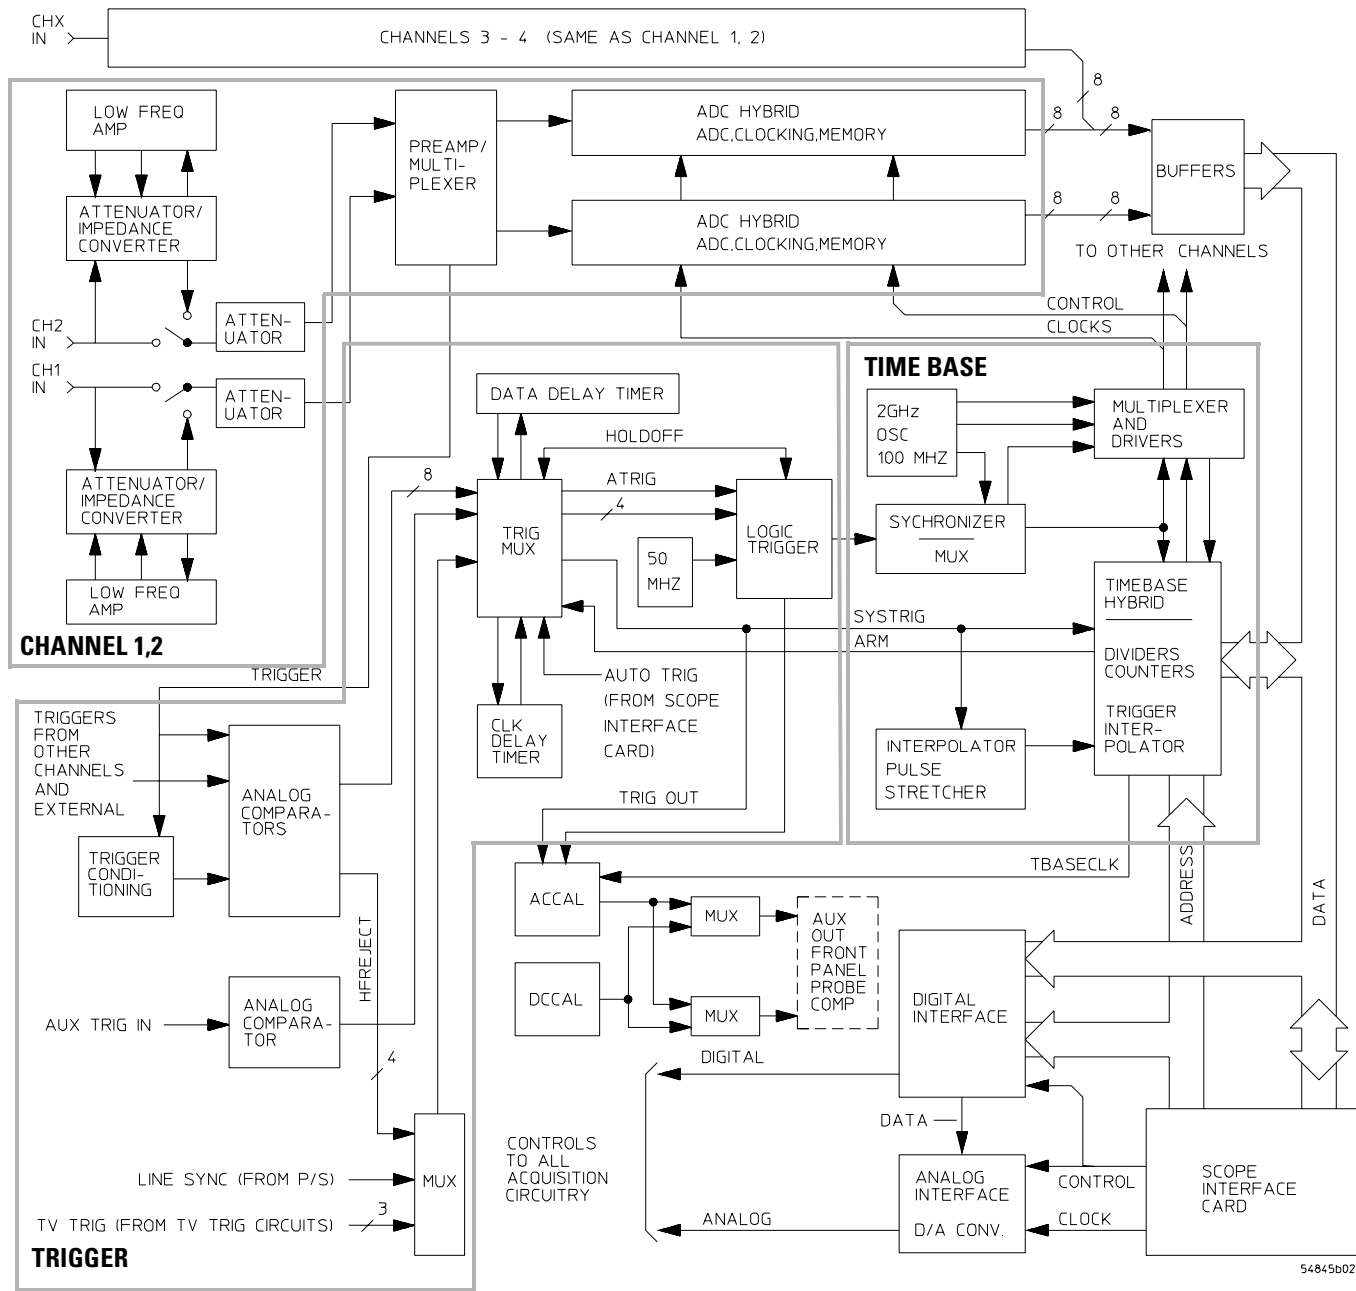 CHX
IN
CHANNELS 3 - 4 (SAME AS CHANNEL 1, 2)
8
8
LOW FREQ
AMP
PREAMP/
MULTI-
PLEXER
ADC HYBRID
ADC,CLOCKING,MEMORY
8
8
BUFFERS
ATTENUATOR/
IMPEDANCE
CONVERTER
ADC HYBRID
ADC,CLOCKING,MEMORY
8
8
TO OTHER CHANNELS
CONTROL
CLOCKS
CH2
IN
ATTEN-
UATOR
CH1
IN
ATTEN-
UATOR
ATTENUATOR/
IMPEDANCE
CONVERTER
LOW FREQ
AMP
CHANNEL 1,2
DATA DELAY TIMER
HOLDOFF
8
ATRIG
4
TRIG
MUX
50
MHZ
LOGIC
TRIGGER
TIME BASE
2GHz
OSC
100 MHZ
MULTIPLEXER
AND
DRIVERS
SYCHRONIZER
MUX
TIMEBASE
HYBRID
DIVIDERS
COUNTERS
TRIGGER
INTER-
POLATOR
SYSTRIG
ARM
TRIGGER
AUTO TRIG
(FROM SCOPE
INTERFACE
CARD)
CLK
DELAY
TIMER
INTERPOLATOR
PULSE
STRETCHER
TRIGGERS
FROM
OTHER
CHANNELS
AND
EXTERNAL
ANALOG
COMPARA-
TORS
TRIG OUT
TRIGGER
CONDI-
TIONING
TBASECLK
ADDRESS
DATA
ACCAL
MUX
AUX
OUT
FRONT
PANEL
PROBE
COMP
DCCAL
MUX
HFREJECT
AUX TRIG IN
ANALOG
COMPARA-
TOR
4
DIGITAL
INTERFACE
DIGITAL
DATA
CONTROLS
TO ALL
ACQUISITION
CIRCUITRY
ANALOG
INTERFACE
D/A CONV.
CONTROL
CLOCK
SCOPE
INTERFACE
CARD
ANALOG
LINE SYNC (FROM P/S)
MUX
TV TRIG (FROM TV TRIG CIRCUITS)
3
TRIGGER
54845b02